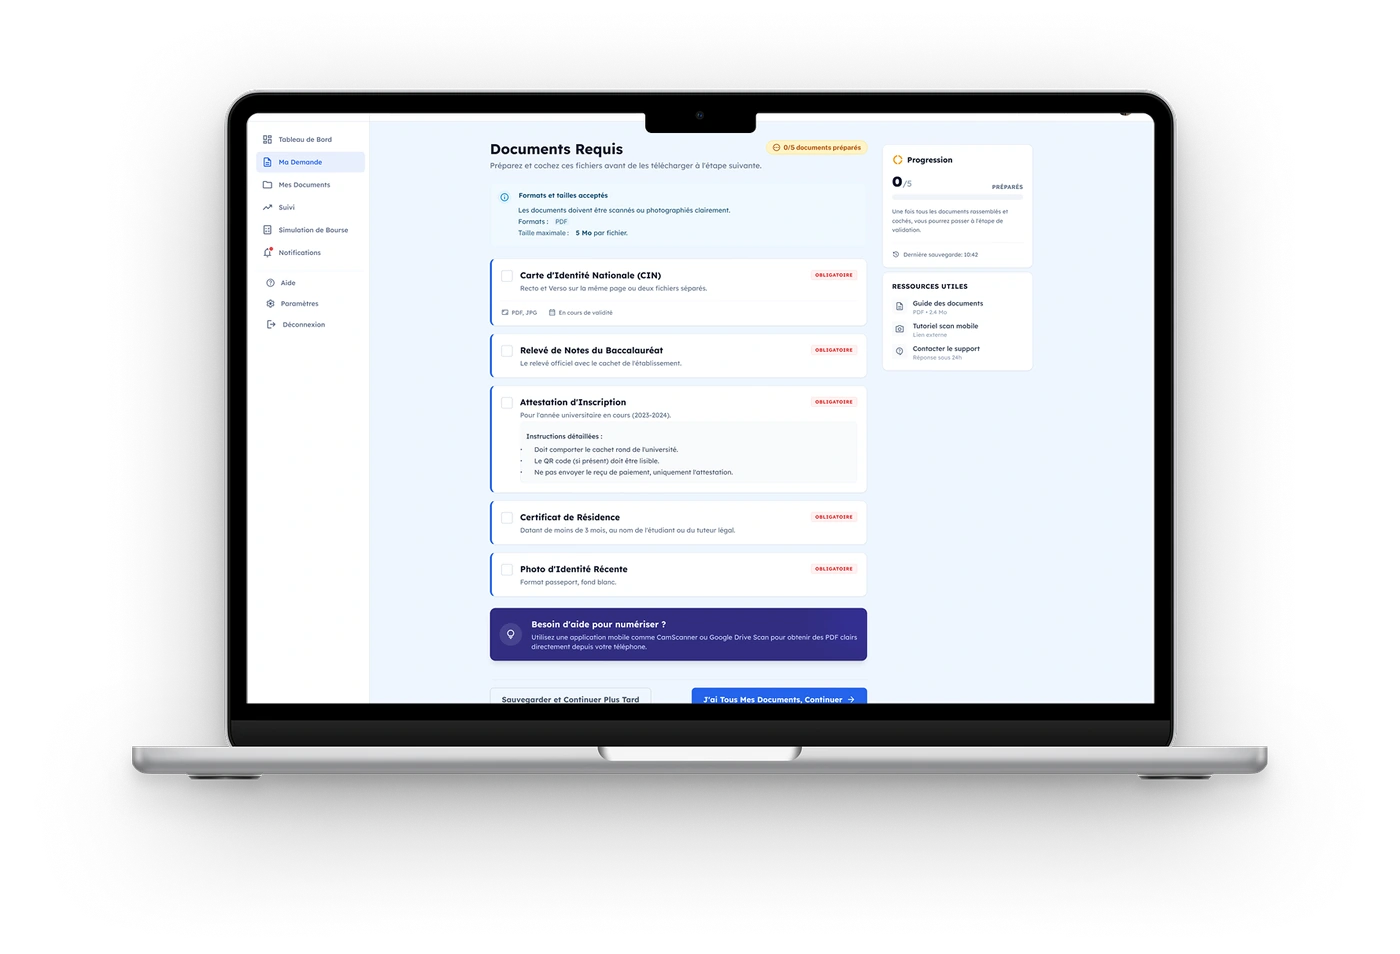 Tableau de Bord
Ma Demande
Mes Documents
Suivi
Simulation de Bourse
Notifications
Aide
Paramètres
Déconnexion
Documents Requis
0/5 documents préparés
Préparez et cochez ces fichiers avant de les télécharger à l'étape suivante.
Formats et tailles acceptés
Les documents doivent être scannés ou photographiés clairement.
Formats : PDF
Taille maximale : 5 Mo par fichier.
Carte d'Identité Nationale (CIN)
OBLIGATOIRE
Recto et Verso sur la même page ou deux fichiers séparés.
PDF, JPG En cours de validité
Relevé de Notes du Baccalauréat
OBLIGATOIRE
Le relevé officiel avec le cachet de l'établissement.
Attestation d'Inscription
OBLIGATOIRE
Pour l'année universitaire en cours (2023-2024).
Instructions détaillées :
• Doit comporter le cachet rond de l'université.
• Le QR code (si présent) doit être lisible.
• Ne pas envoyer le reçu de paiement, uniquement l'attestation.
Certificat de Résidence
OBLIGATOIRE
Datant de moins de 3 mois, au nom de l'étudiant ou du tuteur légal.
Photo d'Identité Récente
OBLIGATOIRE
Format passeport, fond blanc.
Besoin d'aide pour numériser ?
Utilisez une application mobile comme CamScanner ou Google Drive Scan pour obtenir des PDF clairs
directement depuis votre téléphone.
Sauvegarder et Continuer Plus Tard
J'ai Tous Mes Documents, Continuer →
Progression
0/5
PRÉPARÉS
Une fois tous les documents rassemblés et
cochés, vous pourrez passer à l'étape de
validation.
Dernière sauvegarde: 10:42
RESSOURCES UTILES
Guide des documents
PDF • 2.4 Mo
Tutoriel scan mobile
Lien externe
Contacter le support
Réponse sous 24h